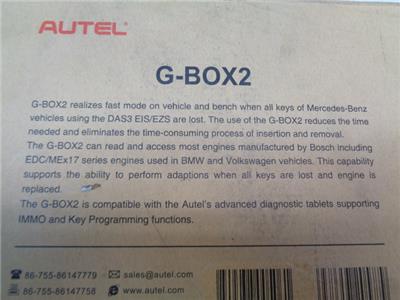 AUTEL®
G-BOX2
G-BOX2 realizes fast mode on vehicle and bench when all keys of Mercedes-Benz
vehicles using the DAS3 EIS/EZS are lost. The use of the G-BOX2 reduces the time
needed and eliminates the time-consuming process of insertion and removal.
The G-BOX2 can read and access most engines manufactured by Bosch including
EDC/MEx17 series engines used in BMW and Volkswagen vehicles. This capability
supports the ability to perform adaptions when all keys are lost and engine is
replaced.
The G-BOX2 is compatible with the Autel's advanced diagnostic tablets supporting
IMMO and Key Programming functions.
86-755-86147779 sales@autel.com
86-755-86147758 www.autel.com